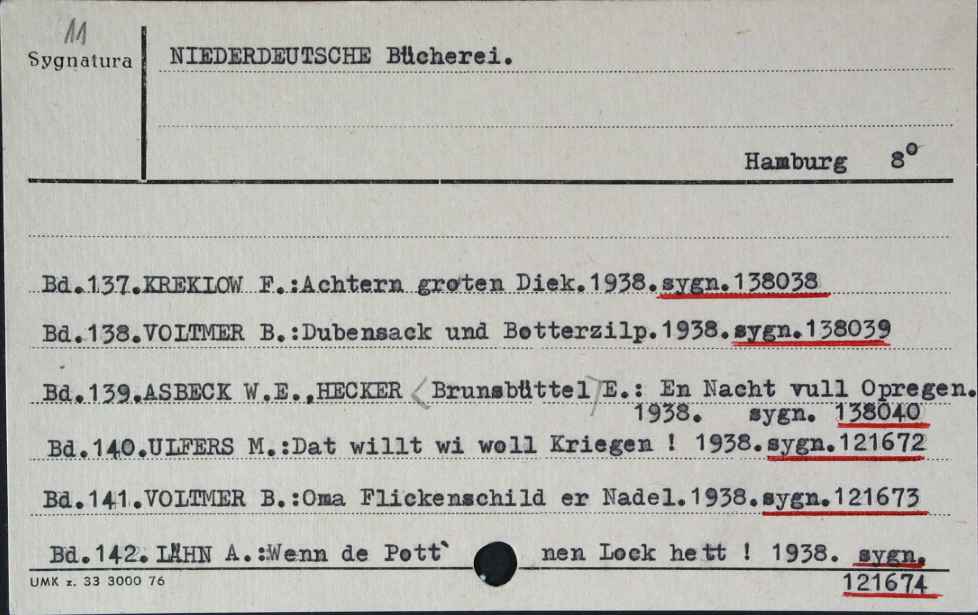 11
Sygnatura
NIEDERDEUTSCHE Bücherei.
Hamburg 8°
Bd.137.KREKLOW F.:Achtern groten Diek.1938.sygn.138038
Bd.138.VOLTMER B.:Dubensack und Botterzilp.1938.sygn.138039
Bd.139.ASBECK W.E.,HECKER <Brunsbüttel> E.: En Nacht vull Opregen.
1938. sygn. 138040
Bd.140.ULFERS M.:Dat willt wi woll Kriegen ! 1938.sygn.121672
Bd.141.VOLTMER B.:Oma Flickenschild er Nadel.1938.sygn.121673
Bd.142.LÄHN A.:Wenn de Pott` nen Lock hett ! 1938. sygn.
121674
UMK z. 33 3000 76